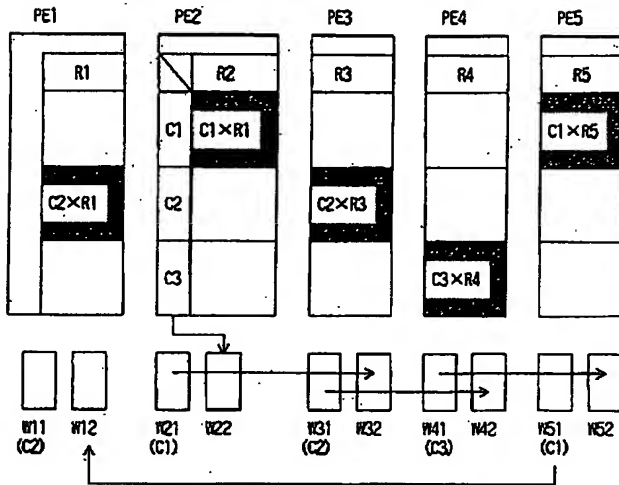 PE1 PE2 PE3 PE4 PE5
R1 R2 R3 R4 R5
C1 C1×R1 C1×R5
C2×R1 C2 C2×R3
C3 C3×R4
W11 W12 W21 W22 W31 W32 W41 W42 W51 W52
(C2) (C1) (C2) (C3) (C1)